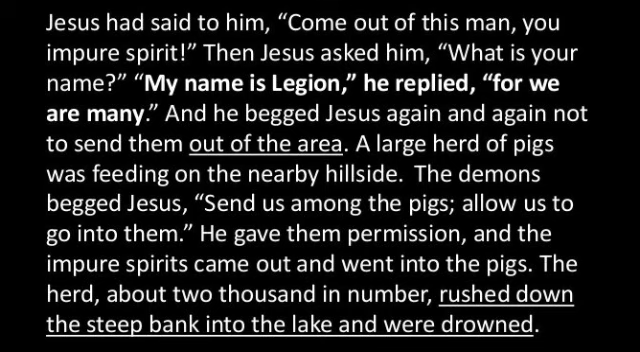 Jesus had said to him, “Come out of this man, you
impure spirit!” Then Jesus asked him, “What is your
name?” “My name is Legion,” he replied, “for we
are many.” And he begged Jesus again and again not
to send them out of the area. A large herd of pigs
was feeding on the nearby hillside. The demons
begged Jesus, “Send us among the pigs; allow us to
go into them.” He gave them permission, and the
impure spirits came out and went into the pigs. The
herd, about two thousand in number, rushed down
the steep bank into the lake and were drowned.